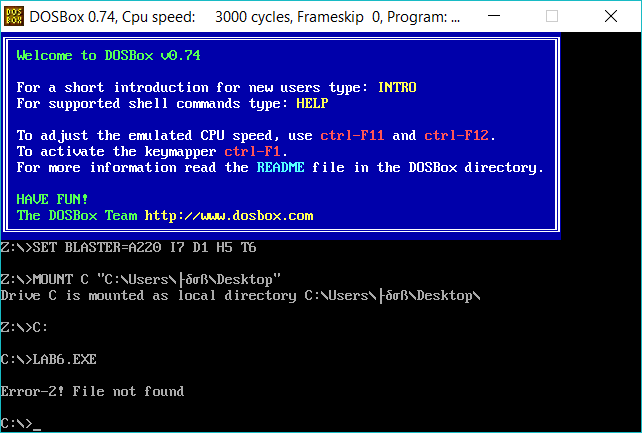 DOSBox 0.74, Cpu speed: 3000 cycles, Frameskip 0, Program: ...
Welcome to DOSBox v0.74
For a short introduction for new users type: INTRO
For supported shell commands type: HELP
To adjust the emulated CPU speed, use ctrl-F11 and ctrl-F12.
To activate the keymapper ctrl-F1.
For more information read the README file in the DOSBox directory.
HAVE FUN!
The DOSBox Team http://www.dosbox.com
Z:\>SET BLASTER=A220 I7 D1 H5 T6
Z:\>MOUNT C "C:\Users\├δσß\Desktop"
Drive C is mounted as local directory C:\Users\├δσß\Desktop\
Z:\>C:
C:\>LAB6.EXE
Error-2! File not found
C:\>_